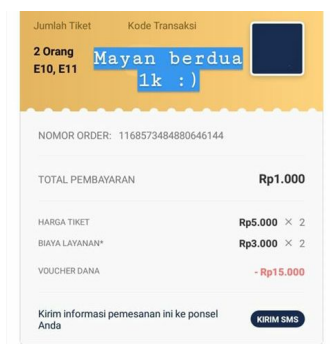 Jumlah Tiket Kode Transaksi
2 Orang
E10, E11
Mayan berdua
1k :)
NOMOR ORDER: 1168573484880646144
TOTAL PEMBAYARAN Rp1.000
HARGA TIKET Rp5.000 × 2
BIAYA LAYANAN* Rp3.000 × 2
VOUCHER DANA - Rp15.000
Kirim informasi pemesanan ini ke ponsel
Anda
KIRIM SMS